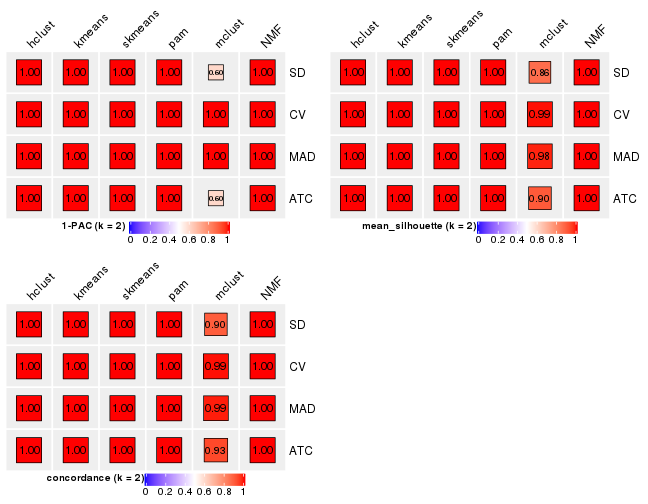 hclust kmeans skmeans pam mclust NMF
1.00 1.00 1.00 1.00 0.60 1.00 SD
1.00 1.00 1.00 1.00 1.00 1.00 CV
1.00 1.00 1.00 1.00 1.00 1.00 MAD
1.00 1.00 1.00 1.00 0.60 1.00 ATC
1-PAC (k = 2)
0 0.2 0.4 0.6 0.8 1
hclust kmeans skmeans pam mclust NMF
1.00 1.00 1.00 1.00 0.86 1.00 SD
1.00 1.00 1.00 1.00 0.99 1.00 CV
1.00 1.00 1.00 1.00 0.98 1.00 MAD
1.00 1.00 1.00 1.00 0.90 1.00 ATC
mean_silhouette (k = 2)
0 0.2 0.4 0.6 0.8 1
hclust kmeans skmeans pam mclust NMF
1.00 1.00 1.00 1.00 0.90 1.00 SD
1.00 1.00 1.00 1.00 0.99 1.00 CV
1.00 1.00 1.00 1.00 0.99 1.00 MAD
1.00 1.00 1.00 1.00 0.93 1.00 ATC
concordance (k = 2)
0 0.2 0.4 0.6 0.8 1